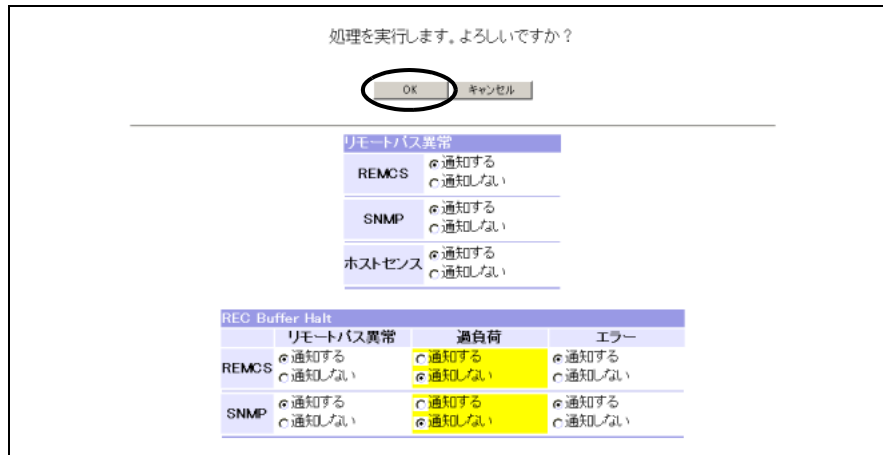 処理を実行します。よろしいですか？
OK キャンセル
リモートパス異常
REMCS 通知する
通知しない
SNMP 通知する
通知しない
ホストセンス 通知する
通知しない
REC Buffer Halt
リモートパス異常 過負荷 エラー
REMCS 通知する 通知する 通知する
通知しない 通知しない 通知しない
SNMP 通知する 通知する 通知する
通知しない 通知しない 通知しない